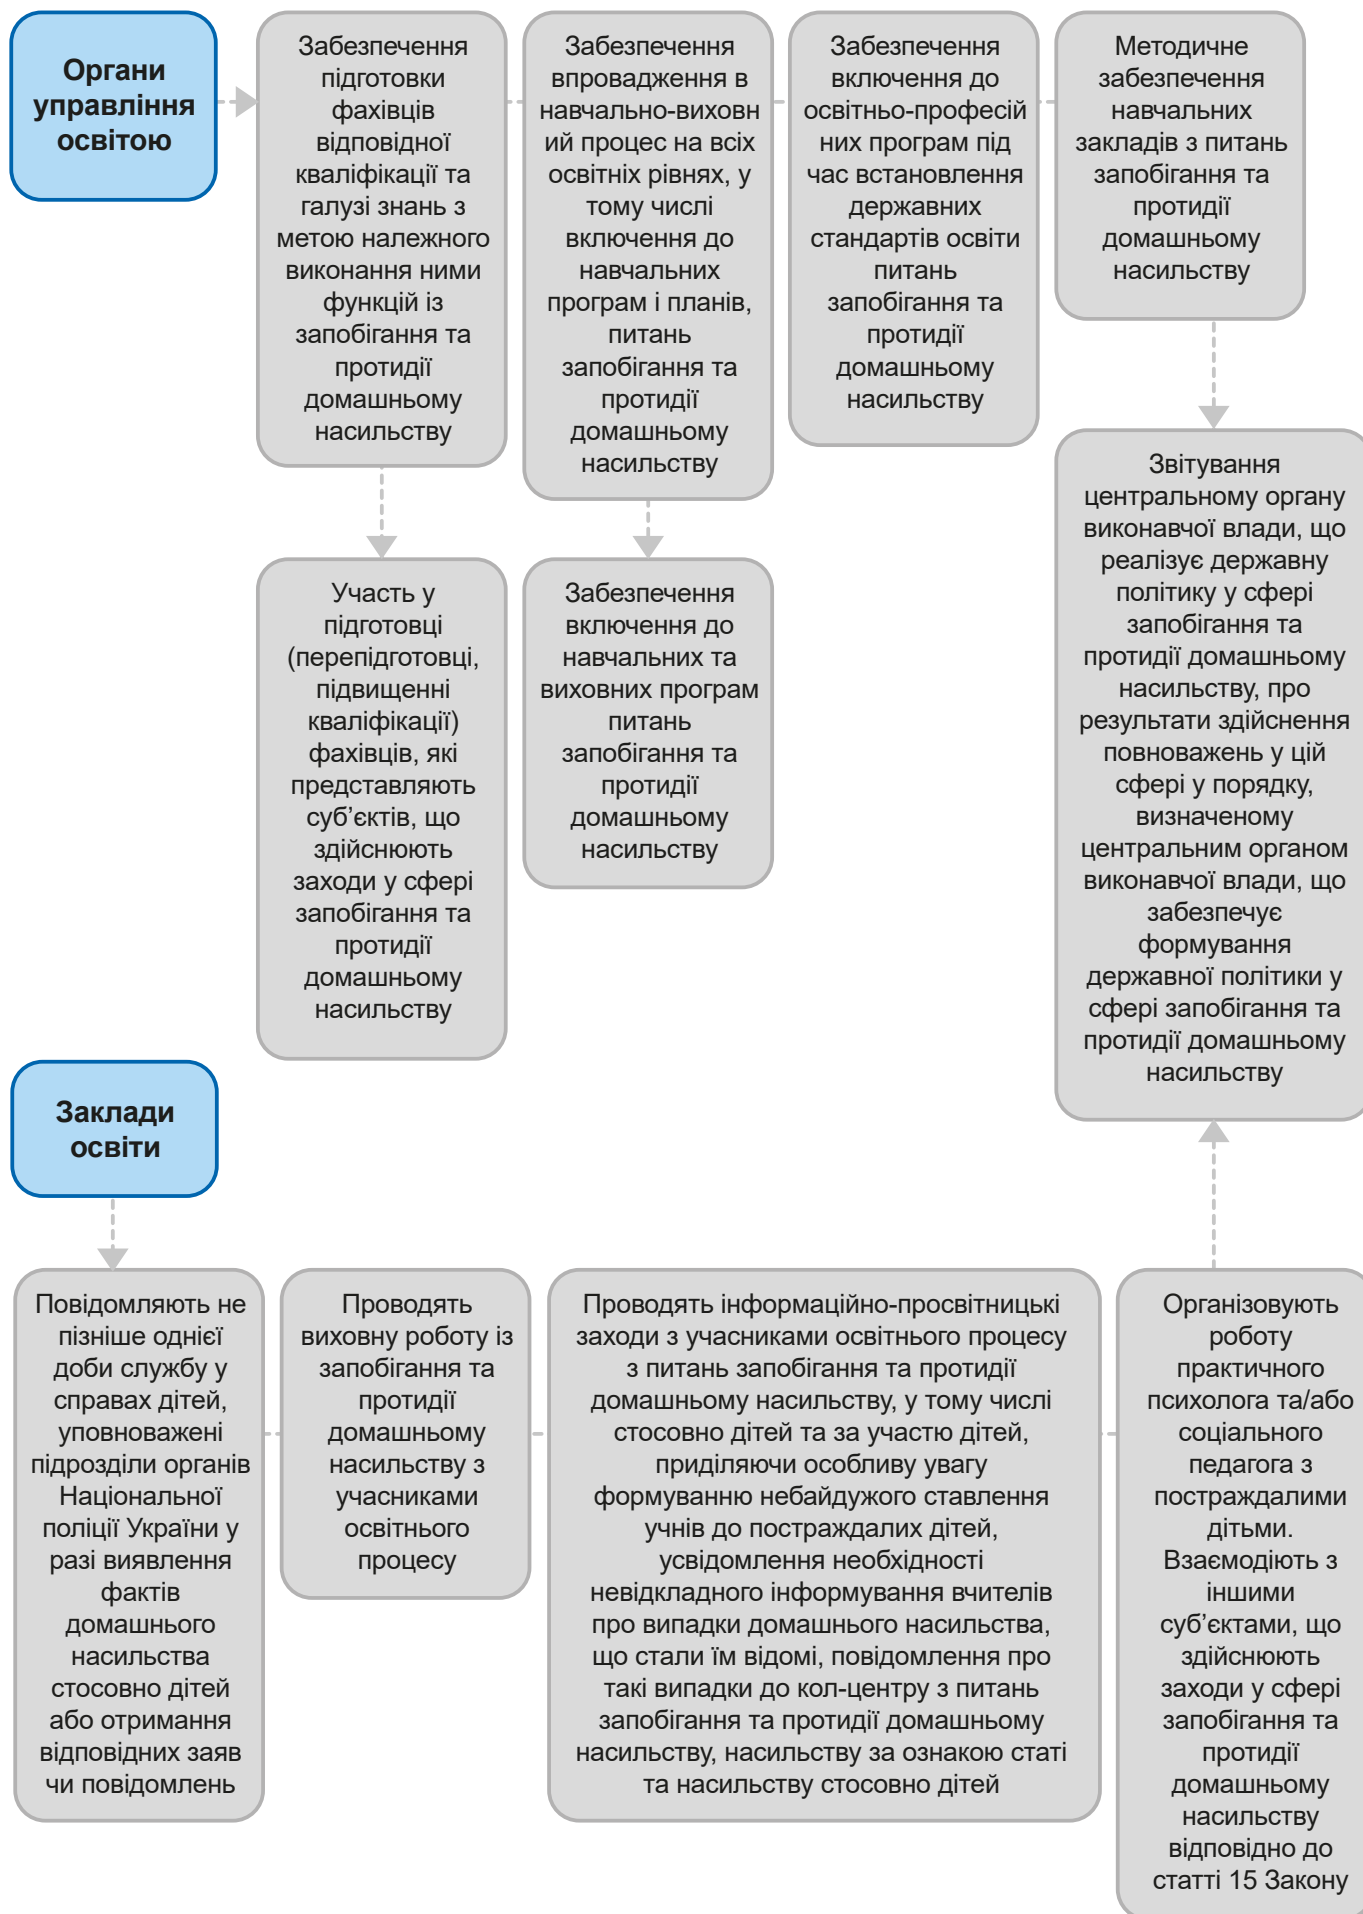 Органи
управління
освітою
Забезпечення
підготовки
фахівців
відповідної
кваліфікації та
галузі знань з
метою належного
виконання ними
функцій із
запобігання та
протидії
домашньому
насильству
Забезпечення
впровадження в
навчально-виховн
ий процес на всіх
освітніх рівнях, у
тому числі
включення до
навчальних
програм і планів,
питань
запобігання та
протидії
домашньому
насильству
Забезпечення
включення до
освітньо-професій
них програм під
час встановлення
державних
стандартів освіти
питань
запобігання та
протидії
домашньому
насильству
Методичне
забезпечення
навчальних
закладів з питань
запобігання та
протидії
домашньому
насильству
Участь у
підготовці
(перепідготовці,
підвищенні
кваліфікації)
фахівців, які
представляють
суб’єктів, що
здійснюють
заходи у сфері
запобігання та
протидії
домашньому
насильству
Забезпечення
включення до
навчальних та
виховних програм
питань
запобігання та
протидії
домашньому
насильству
Звітування
центральному органу
виконавчої влади, що
реалізує державну
політику у сфері
запобігання та
протидії домашньому
насильству, про
результати здійснення
повноважень у цій
сфері у порядку,
визначеному
центральним органом
виконавчої влади, що
забезпечує
формування
державної політики у
сфері запобігання та
протидії домашньому
насильству
Заклади
освіти
Повідомляють не
пізніше однієї
доби службу у
справах дітей,
уповноважені
підрозділи органів
Національної
поліції України у
разі виявлення
фактів
домашнього
насильства
стосовно дітей
або отримання
відповідних заяв
чи повідомлень
Проводять
виховну роботу із
запобігання та
протидії
домашньому
насильству з
учасниками
освітнього
процесу
Проводять інформаційно-просвітницькі
заходи з учасниками освітнього процесу
з питань запобігання та протидії
домашньому насильству, у тому числі
стосовно дітей та за участю дітей,
приділяючи особливу увагу
формуванню небайдужого ставлення
учнів до постраждалих дітей,
усвідомлення необхідності
невідкладного інформування вчителів
про випадки домашнього насильства,
що стали їм відомі, повідомлення про
такі випадки до кол-центру з питань
запобігання та протидії домашньому
насильству, насильству за ознакою статі
та насильству стосовно дітей
Організовують
роботу
практичного
психолога та/або
соціального
педагога з
постраждалими
дітьми.
Взаємодіють з
іншими
суб’єктами, що
здійснюють
заходи у сфері
запобігання та
протидії
домашньому
насильству
відповідно до
статті 15 Закону